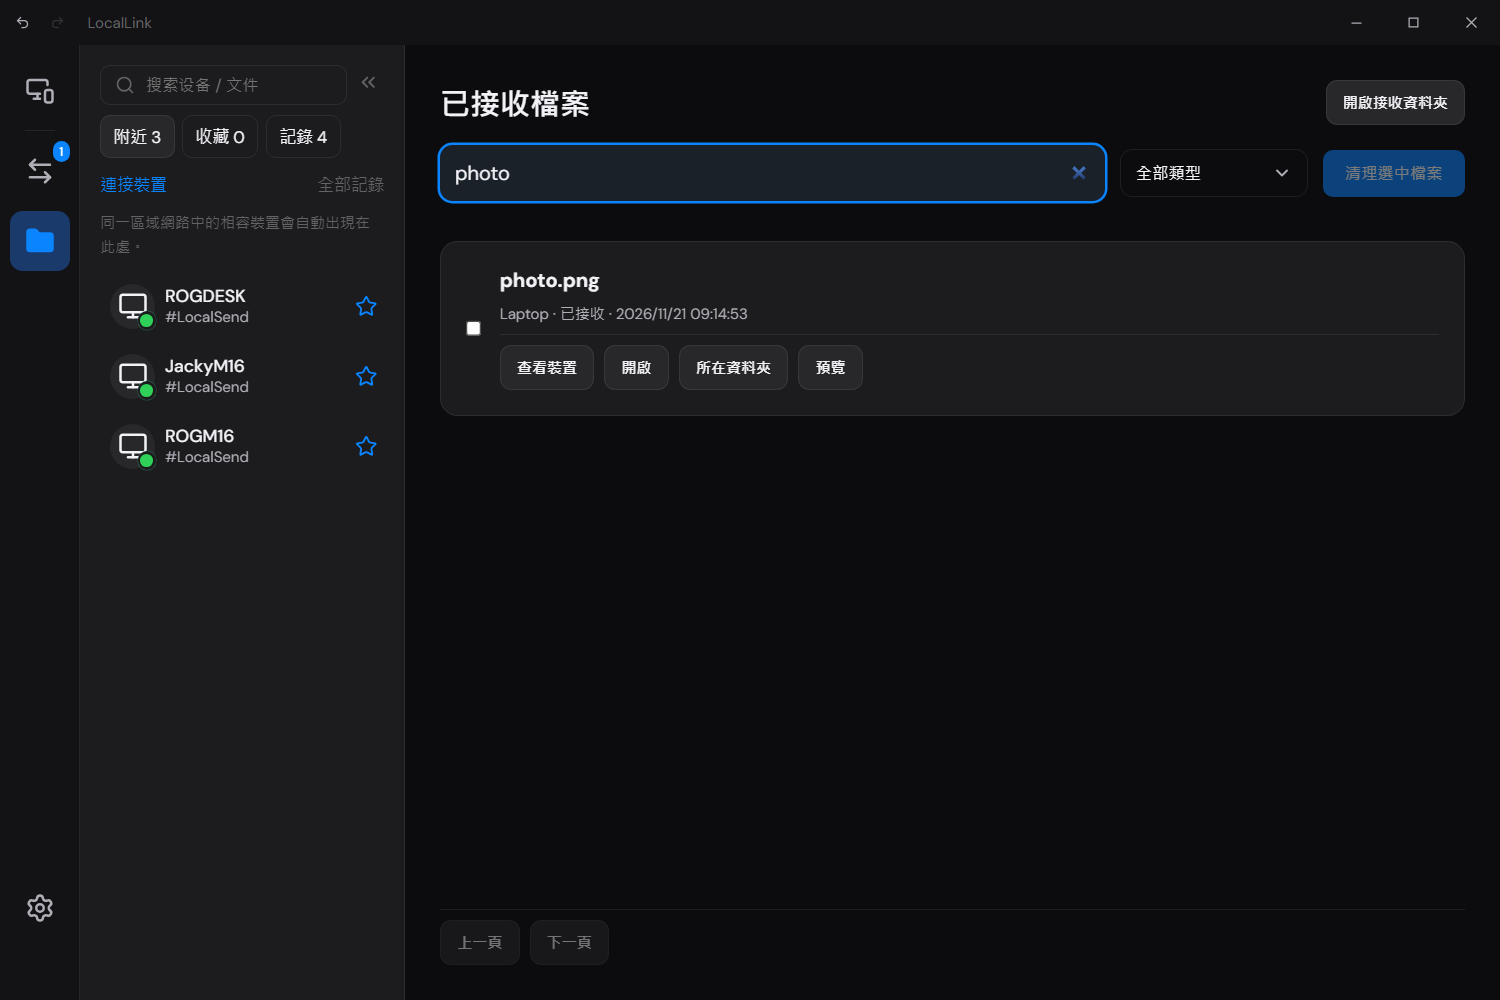 LocalLink
搜索设备 / 文件
附近 3
收藏 0
記錄 4
連接裝置
全部記錄
同一區域網路中的相容裝置會自動出現在
此處。
ROGDESK
#LocalSend
JackyM16
#LocalSend
ROGM16
#LocalSend
1
已接收檔案
開啟接收資料夾
photo
全部類型
清理選中檔案
photo.png
Laptop · 已接收 · 2026/11/21 09:14:53
查看裝置
開啟
所在資料夾
預覽
上一頁
下一頁